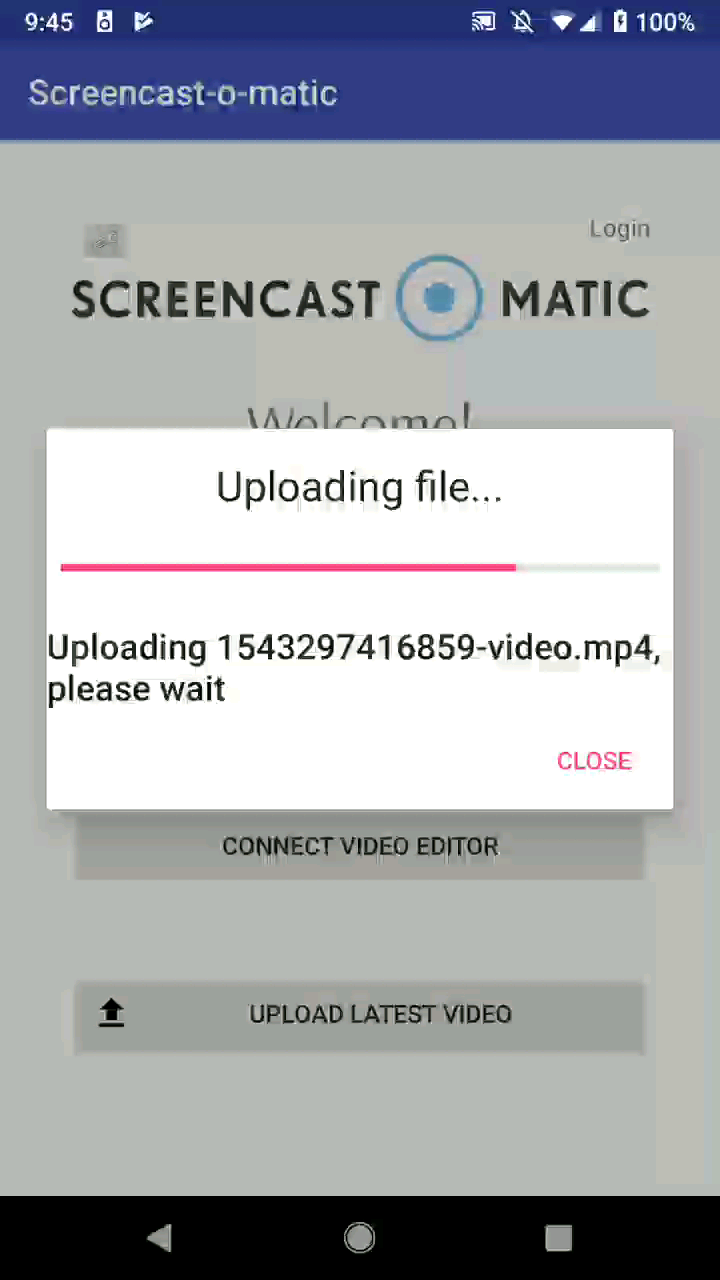 9:45
100%
Screencast-o-matic
Login
SCREENCAST MATIC
Welcome!
Uploading file...
Uploading 1543297416859-video.mp4,
please wait
CLOSE
CONNECT VIDEO EDITOR
UPLOAD LATEST VIDEO